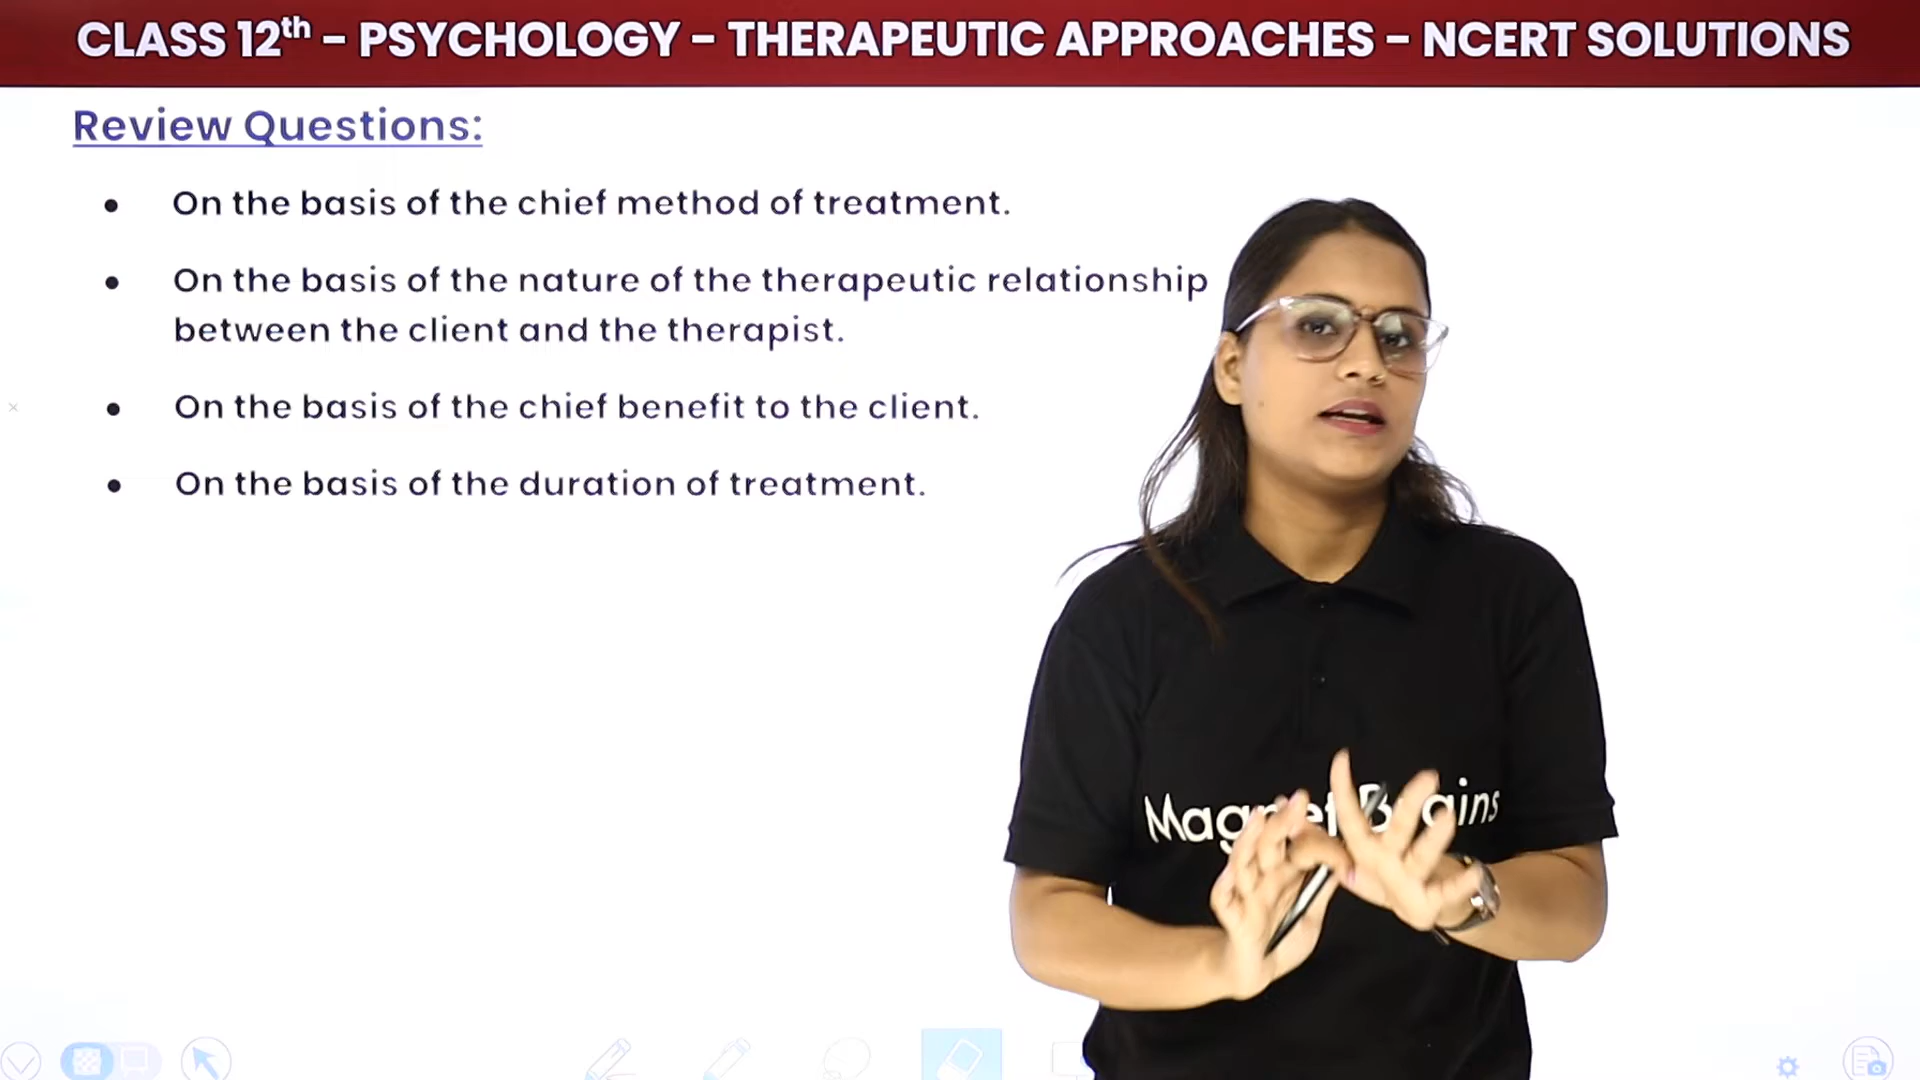 CLASS 12th – PSYCHOLOGY – THERAPEUTIC APPROACHES – NCERT SOLUTIONS
Review Questions:
• On the basis of the chief method of treatment.
• On the basis of the nature of the therapeutic relationship
between the client and the therapist.
• On the basis of the chief benefit to the client.
• On the basis of the duration of treatment.
Magnet Brains